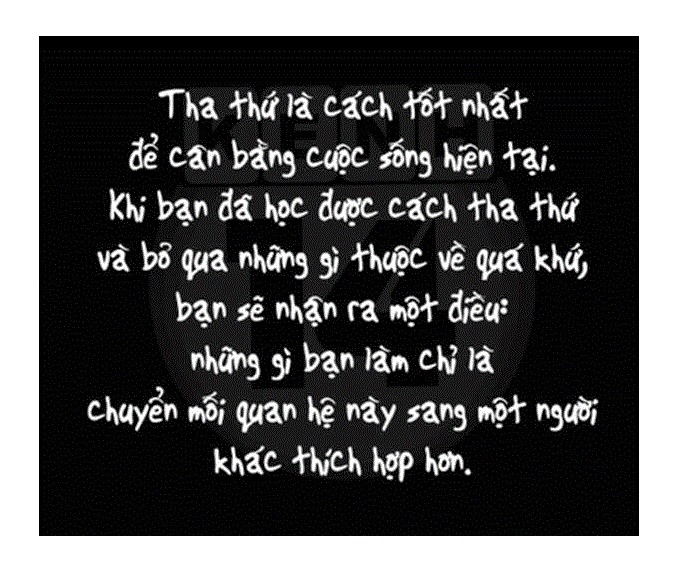 Tha thứ là cách tốt nhất
để cân bằng cuộc sống hiện tại.
Khi bạn đã học được cách tha thứ
và bỏ qua những gì thuộc về quá khứ,
bạn sẽ nhận ra một điều:
những gì bạn làm chỉ là
chuyển mối quan hệ này sang một người
khác thích hợp hơn.
KENH
14